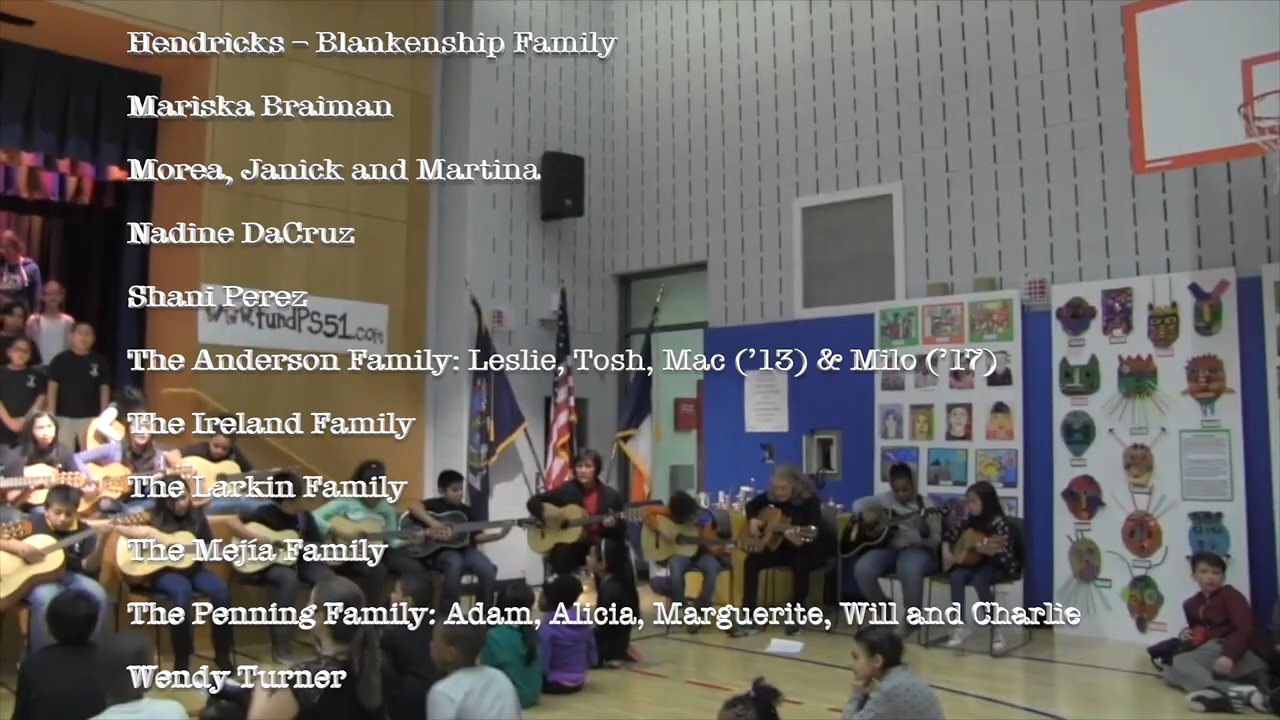 Hendricks – Blankenship Family
Mariska Braiman
Morea, Janick and Martina
Nadine DaCruz
Shani Perez
www.fundPS51.com
The Anderson Family: Leslie, Tosh, Mac ('13) & Milo ('17)
The Ireland Family
The Larkin Family
The Mejía Family
The Penning Family: Adam, Alicia, Marguerite, Will and Charlie
Wendy Turner